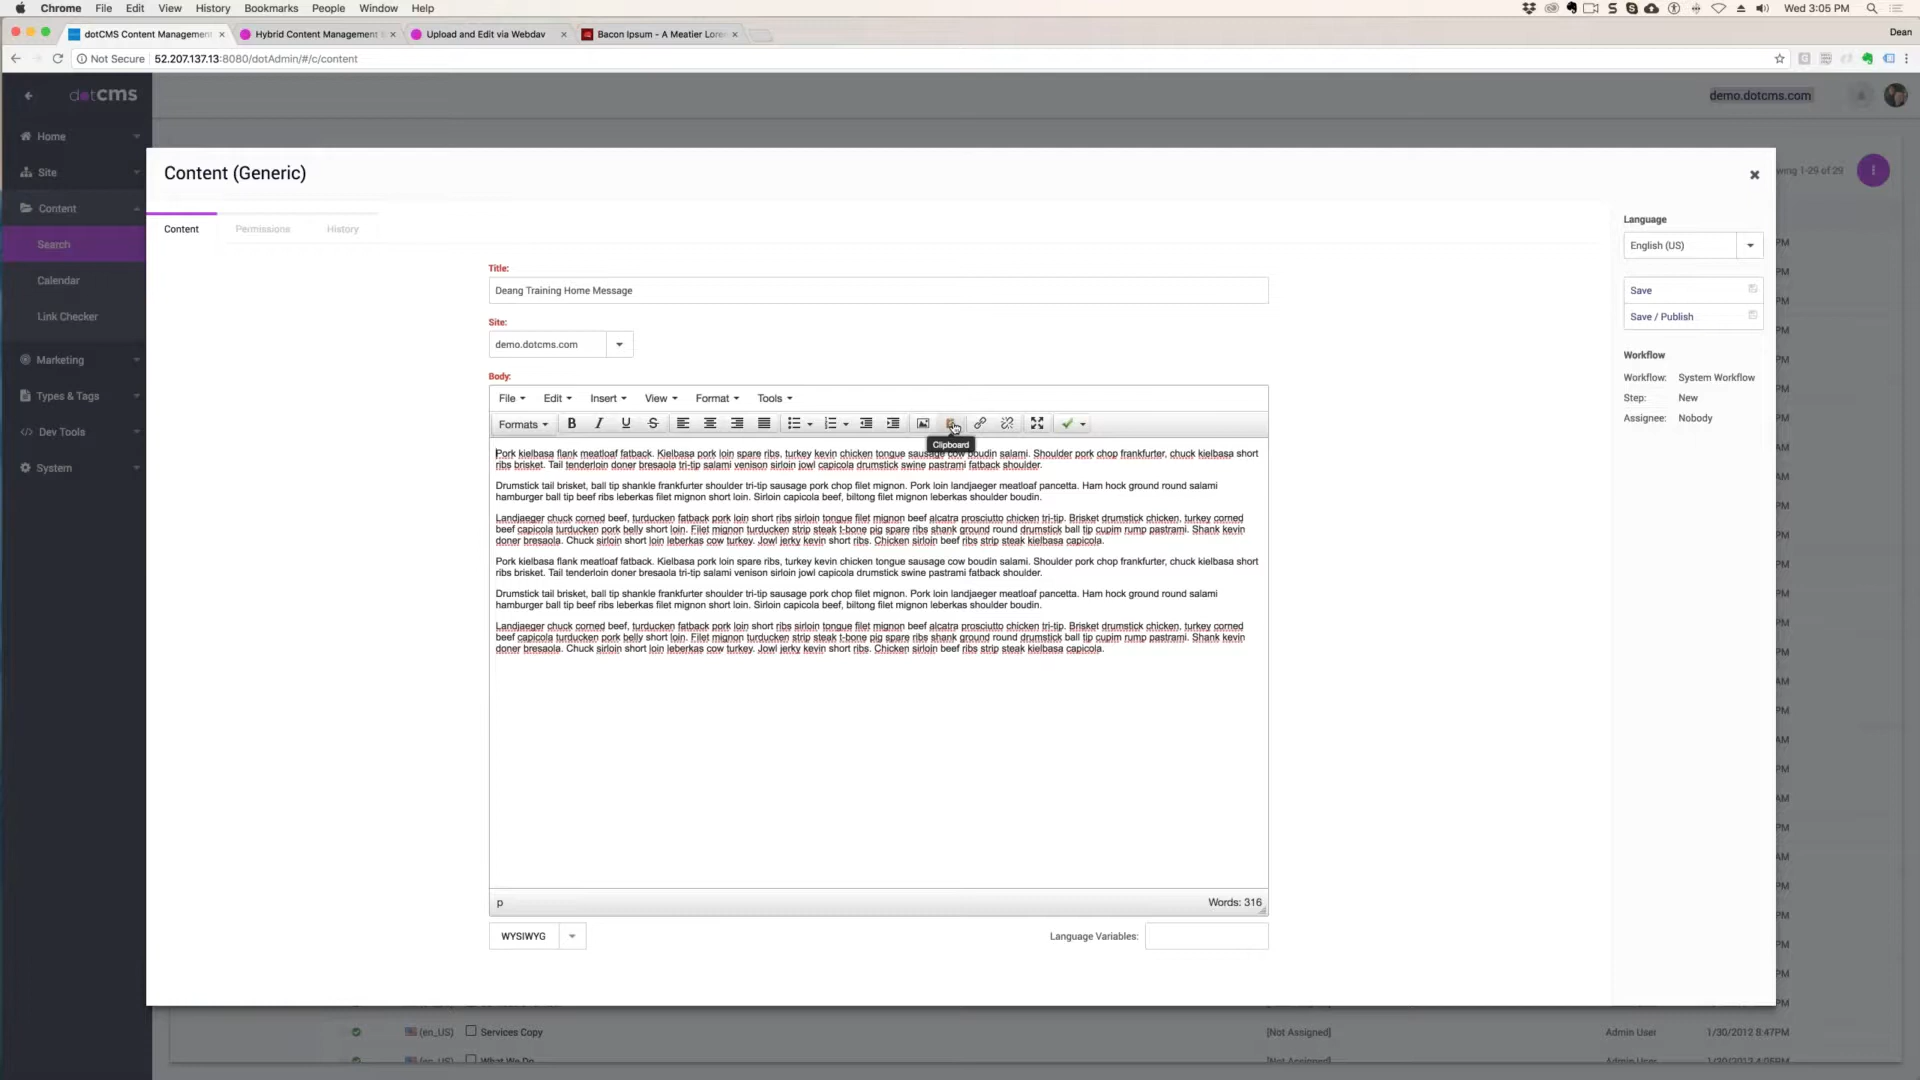 Chrome File Edit View History Bookmarks People Window Help
Wed 3:05 PM
dotCMS Content Management
Hybrid Content Management
Upload and Edit via Webdav
Bacon Ipsum - A Meatier Lore
Dean
Not Secure 52.207.137.13:8080/dotAdmin/#/c/content
dotCMS
demo.dotcms.com
Home
Site
Content
Search
Calendar
Link Checker
Marketing
Types & Tags
Dev Tools
System
1-29 of 29
Content (Generic)
Content Permissions History
Title:
Deang Training Home Message
Site:
demo.dotcms.com
Body:
File Edit Insert View Format Tools
Formats B I U S
Clipboard
Pork kielbasa flank meatloaf fatback. Kielbasa pork loin spare ribs, turkey kevin chicken tongue sausage cow boudin salami. Shoulder pork chop frankfurter, chuck kielbasa short
ribs brisket. Tail tenderloin doner bresaola tri-tip salami venison sirloin jowl capicola drumstick swine pastrami fatback shoulder.
Drumstick tail brisket, ball tip shankle frankfurter shoulder tri-tip sausage pork chop filet mignon. Pork loin landjaeger meatloaf pancetta. Ham hock ground round salami
hamburger ball tip beef ribs leberkas filet mignon short loin. Sirloin capicola beef, biltong filet mignon leberkas shoulder boudin.
Landjaeger chuck corned beef, turducken fatback pork loin short ribs sirloin tongue filet mignon beef alcatra prosciutto chicken tri-tip. Brisket drumstick chicken, turkey corned
beef capicola turducken pork belly short loin. Filet mignon turducken strip steak t-bone pig spare ribs shank ground round drumstick ball tip cupim rump pastrami. Shank kevin
doner bresaola. Chuck sirloin short loin leberkas cow turkey. Jowl jerky kevin short ribs. Chicken sirloin beef ribs strip steak kielbasa capicola.
Pork kielbasa flank meatloaf fatback. Kielbasa pork loin spare ribs, turkey kevin chicken tongue sausage cow boudin salami. Shoulder pork chop frankfurter, chuck kielbasa short
ribs brisket. Tail tenderloin doner bresaola tri-tip salami venison sirloin jowl capicola drumstick swine pastrami fatback shoulder.
Drumstick tail brisket, ball tip shankle frankfurter shoulder tri-tip sausage pork chop filet mignon. Pork loin landjaeger meatloaf pancetta. Ham hock ground round salami
hamburger ball tip beef ribs leberkas filet mignon short loin. Sirloin capicola beef, biltong filet mignon leberkas shoulder boudin.
Landjaeger chuck corned beef, turducken fatback pork loin short ribs sirloin tongue filet mignon beef alcatra prosciutto chicken tri-tip. Brisket drumstick chicken, turkey corned
beef capicola turducken pork belly short loin. Filet mignon turducken strip steak t-bone pig spare ribs shank ground round drumstick ball tip cupim rump pastrami. Shank kevin
doner bresaola. Chuck sirloin short loin leberkas cow turkey. Jowl jerky kevin short ribs. Chicken sirloin beef ribs strip steak kielbasa capicola.
p
Words: 316
WYSIWYG
Language Variables:
Language
English (US)
Save
Save / Publish
Workflow
Workflow: System Workflow
Step: New
Assignee: Nobody
(en_US) Services Copy [Not Assigned] Admin User 1/30/2012 8:47PM